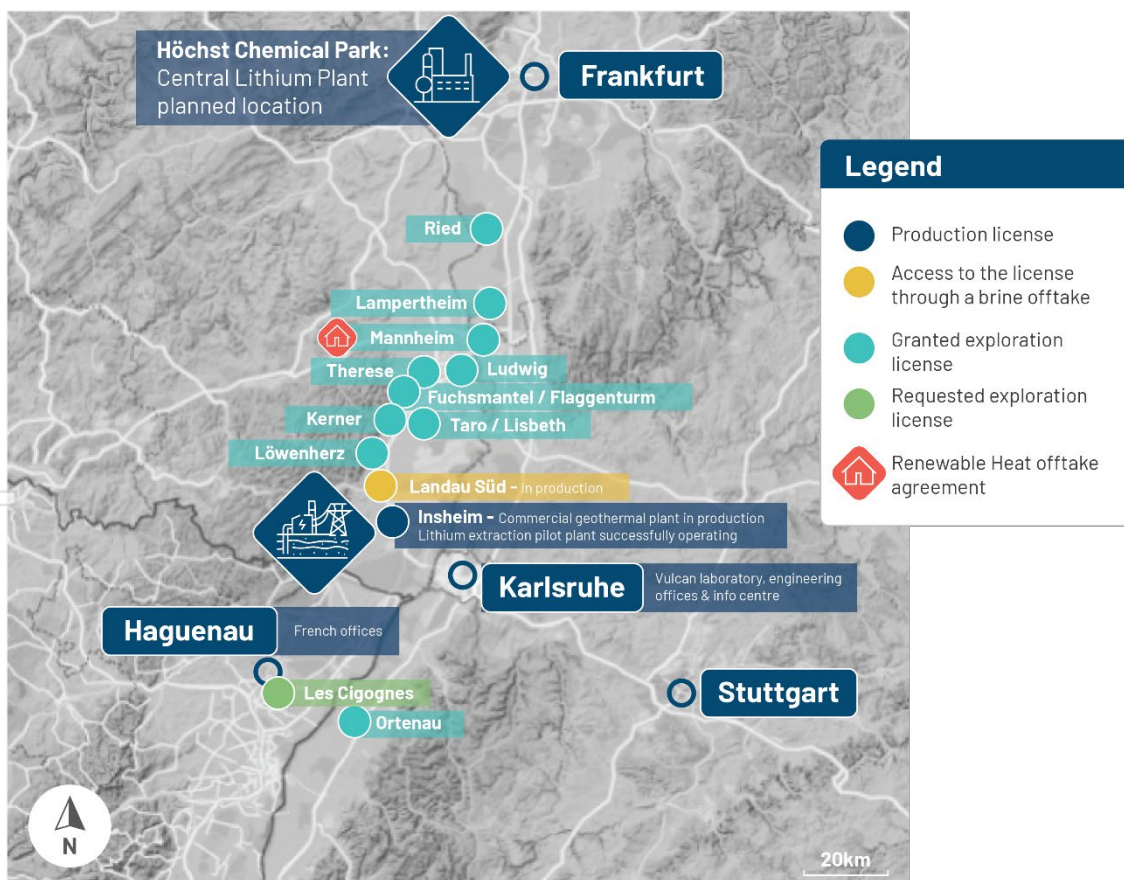 Höchst Chemical Park:
Central Lithium Plant
planned location
Frankfurt
Legend
Production license
Access to the license
through a brine offtake
Granted exploration
license
Requested exploration
license
Renewable Heat offtake
agreement
Ried
Lampertheim
Mannheim
Therese
Ludwig
Fuchsmantel / Flaggenturm
Kerner
Taro / Lisbeth
Löwenherz
Landau Süd - in production
Insheim - Commercial geothermal plant in production
Lithium extraction pilot plant successfully operating
Karlsruhe
Vulcan laboratory, engineering
offices & info centre
Haguenau
French offices
Les Cigognes
Stuttgart
Ortenau
N
20km